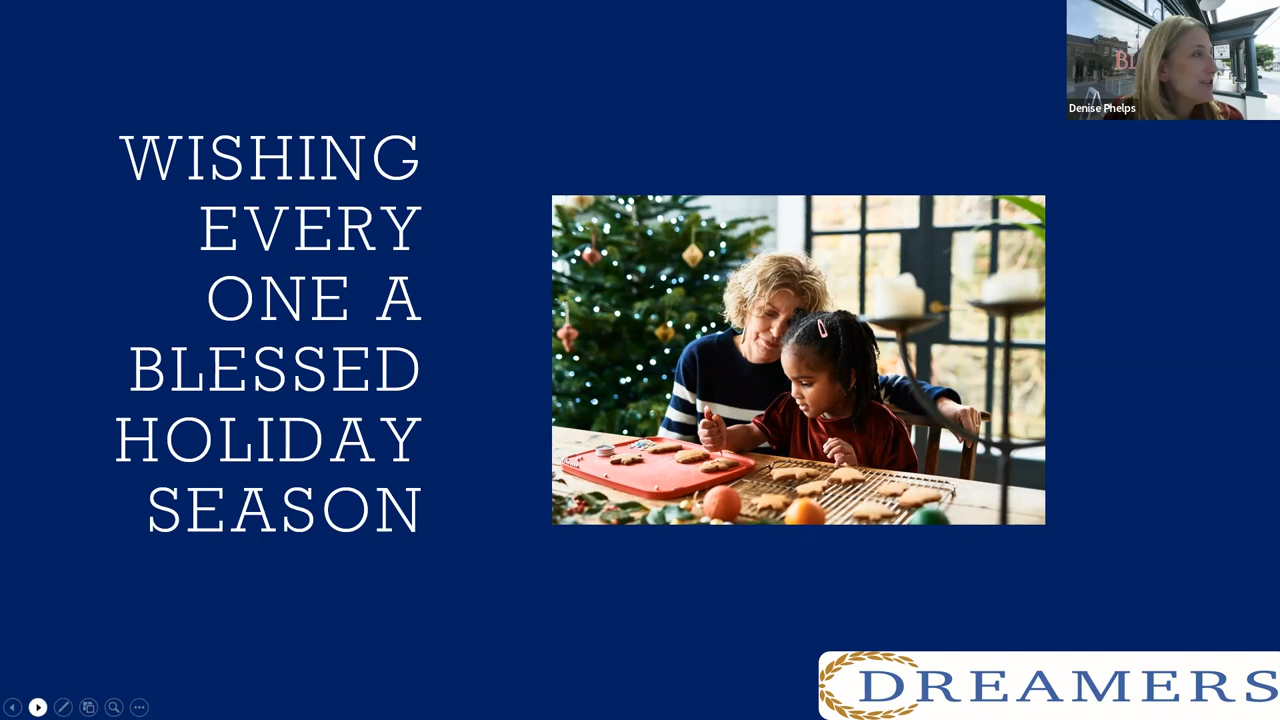 WISHING
EVERY
ONE A
BLESSED
HOLIDAY
SEASON
Denise Phelps
DREAMERS